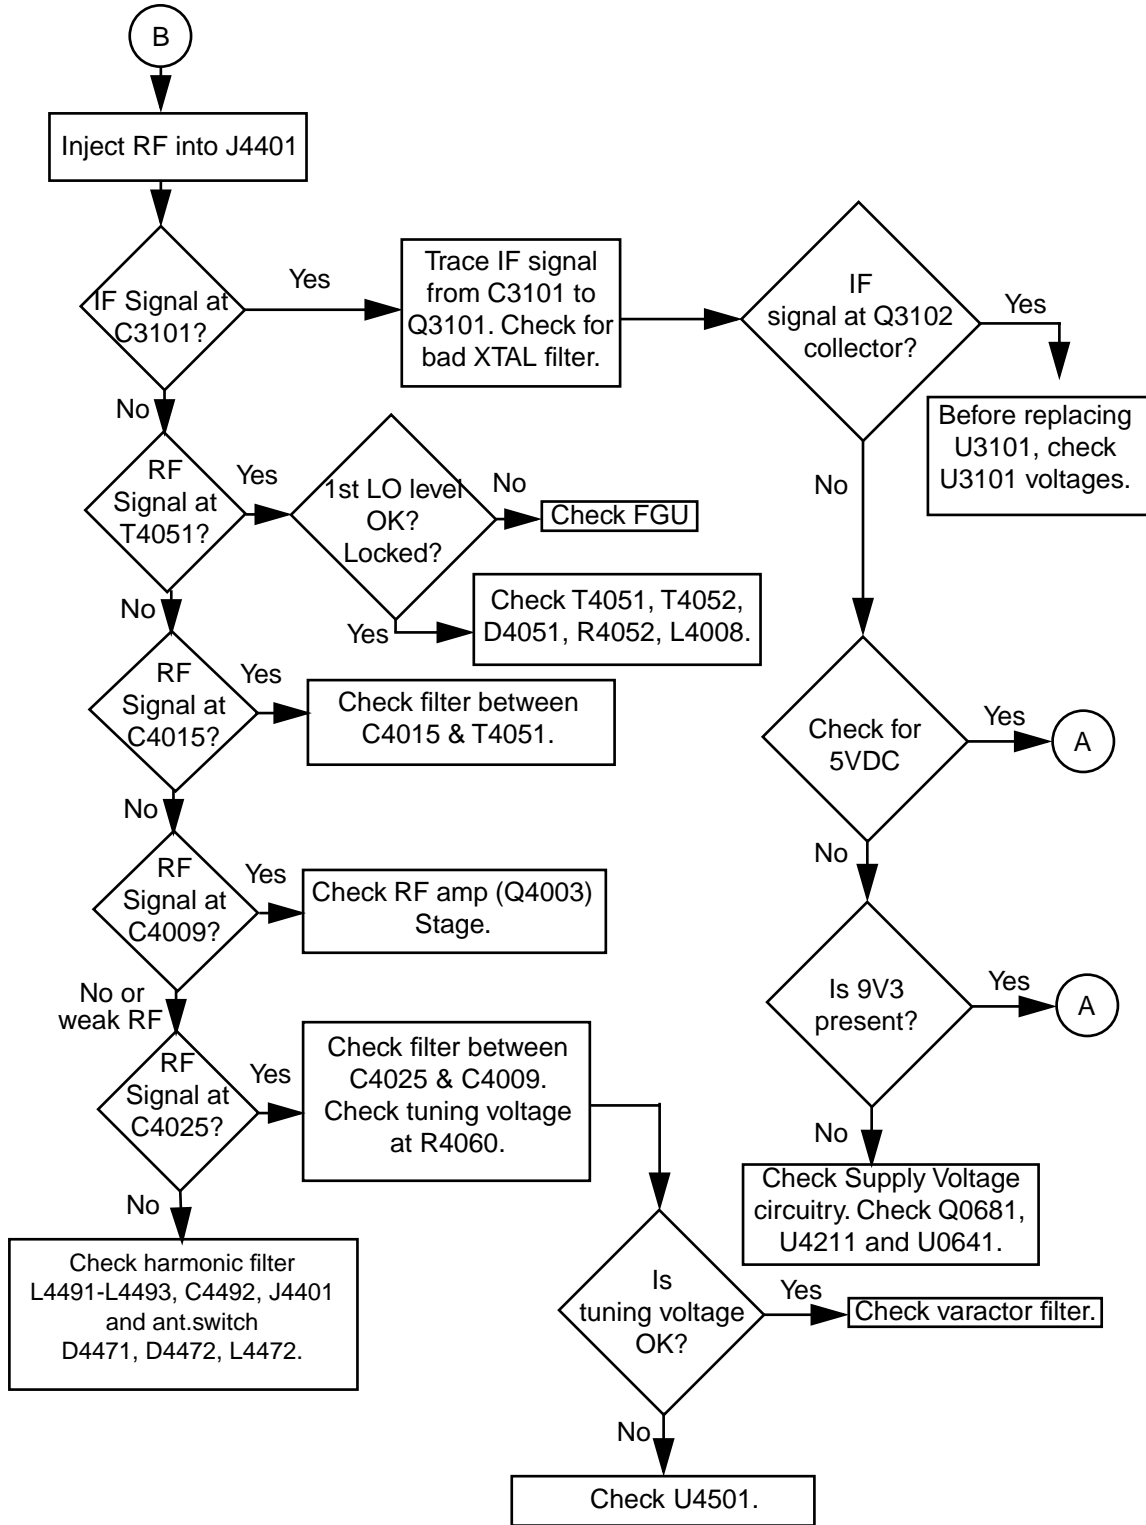 B
Inject RF into J4401
IF Signal at
C3101?
Yes
Trace IF signal
from C3101 to
Q3101. Check for
bad XTAL filter.
IF
signal at Q3102
collector?
Yes
Before replacing
U3101, check
U3101 voltages.
No
No
RF
Signal at
T4051?
Yes
1st LO level
OK?
Locked?
No
Check FGU
Yes
Check T4051, T4052,
D4051, R4052, L4008.
No
RF
Signal at
C4015?
Yes
Check filter between
C4015 & T4051.
Check for
5VDC
Yes
A
No
No
RF
Signal at
C4009?
Yes
Check RF amp (Q4003)
Stage.
Is 9V3
present?
Yes
A
No or
weak RF
RF
Signal at
C4025?
Yes
Check filter between
C4025 & C4009.
Check tuning voltage
at R4060.
No
Check Supply Voltage
circuitry. Check Q0681,
U4211 and U0641.
No
Check harmonic filter
L4491-L4493, C4492, J4401
and ant.switch
D4471, D4472, L4472.
Is
tuning voltage
OK?
Yes
Check varactor filter.
No
Check U4501.